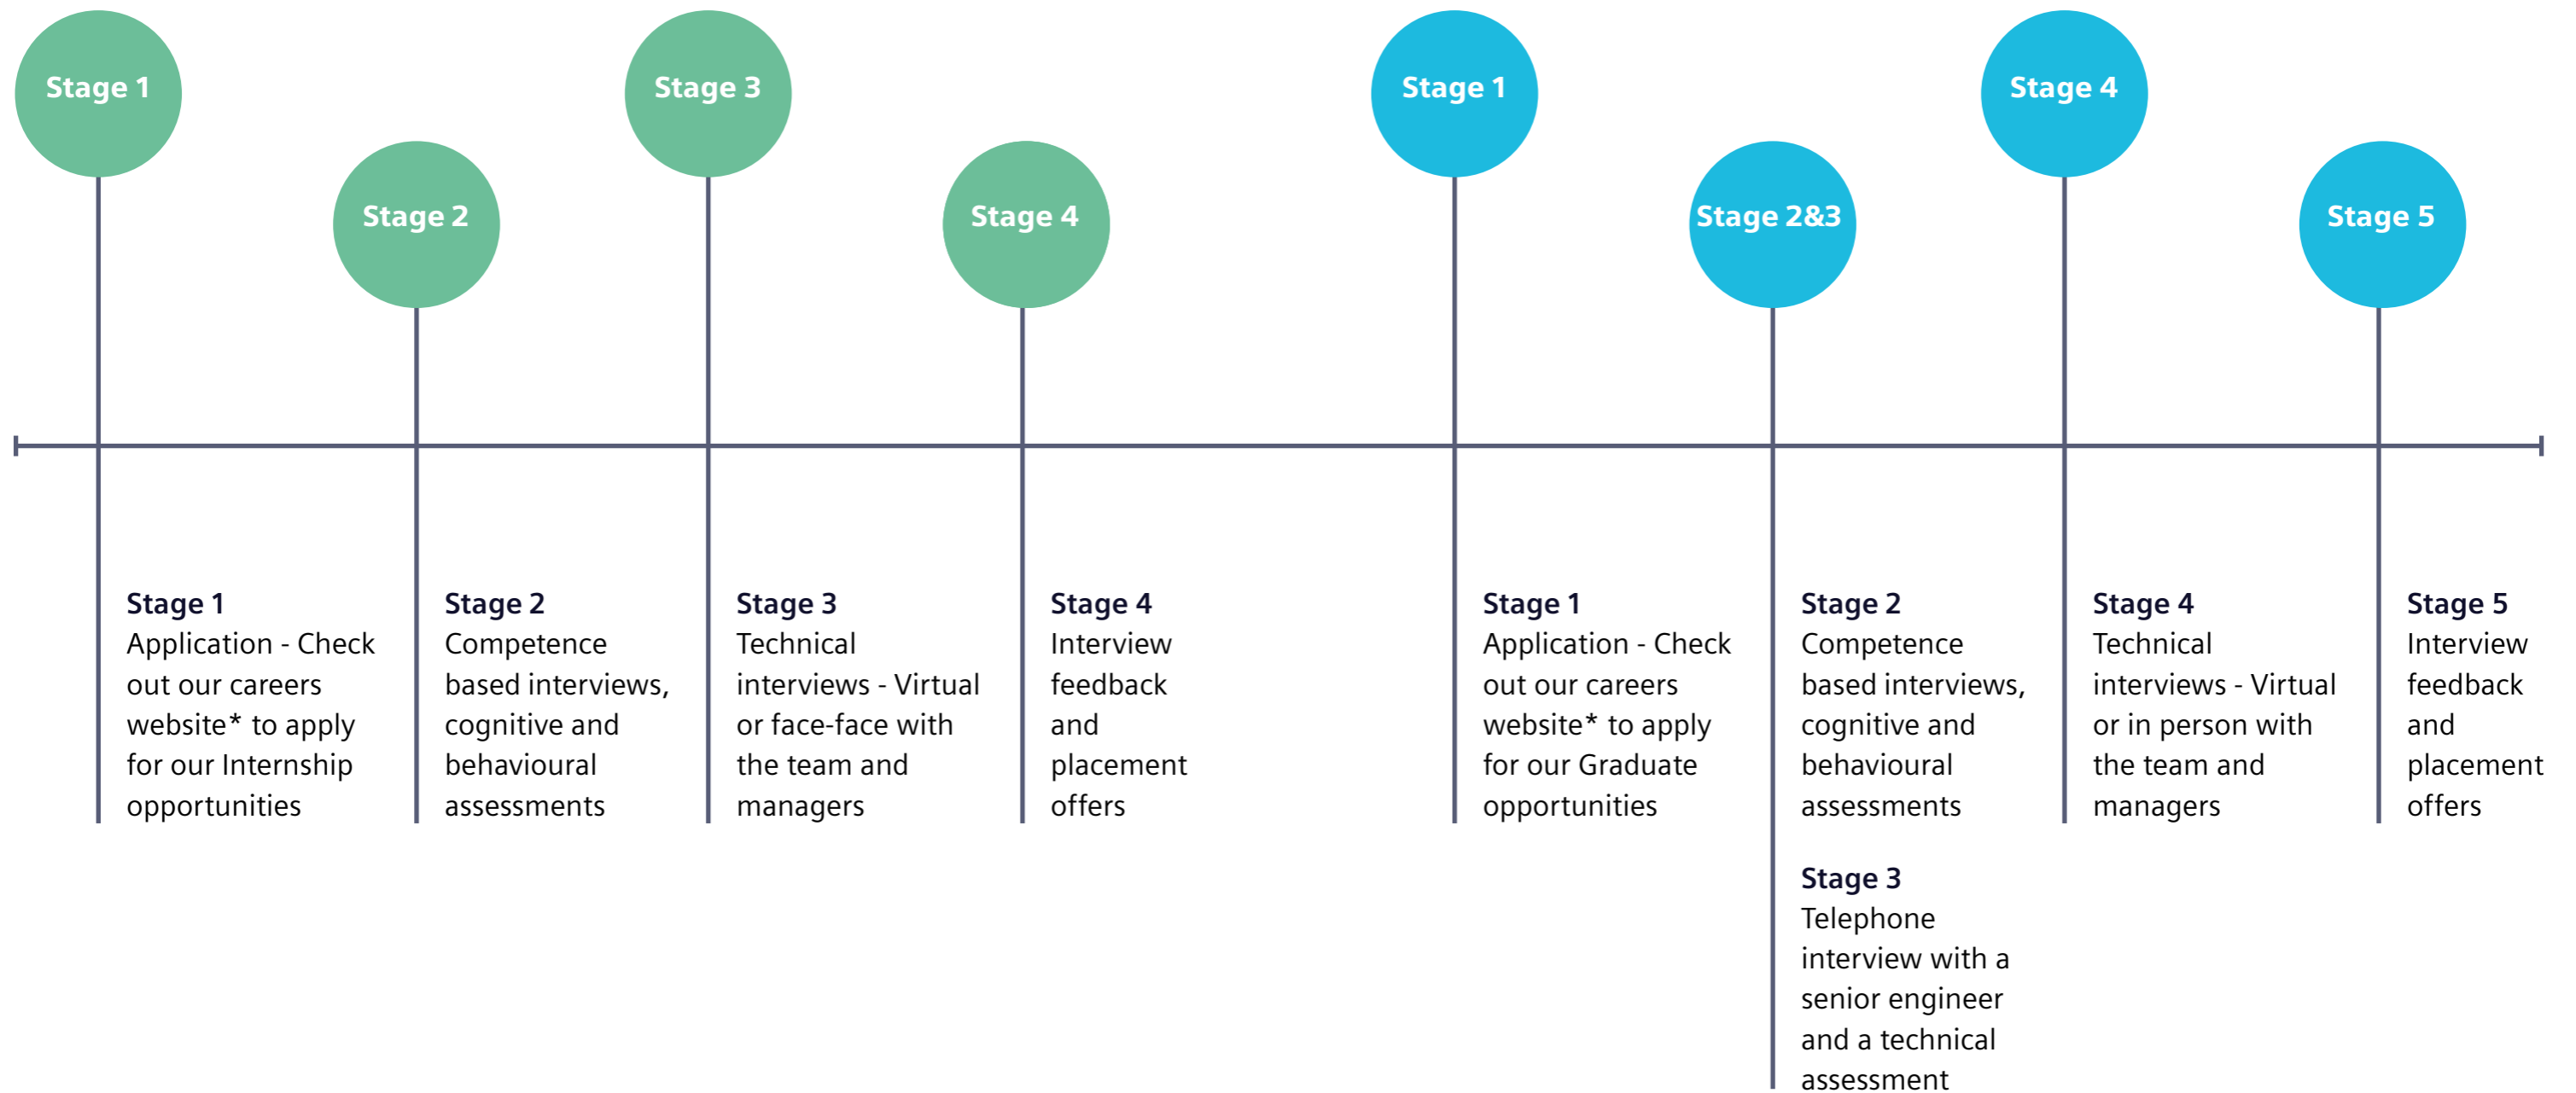 Stage 1
Stage 2
Stage 3
Stage 4
Stage 1
Stage 2&3
Stage 4
Stage 5
Stage 1
Application - Check
out our careers
website* to apply
for our Internship
opportunities
Stage 2
Competence
based interviews,
cognitive and
behavioural
assessments
Stage 3
Technical
interviews - Virtual
or face-face with
the team and
managers
Stage 4
Interview
feedback
and
placement
offers
Stage 1
Application - Check
out our careers
website* to apply
for our Graduate
opportunities
Stage 2
Competence
based interviews,
cognitive and
behavioural
assessments
Stage 3
Telephone
interview with a
senior engineer
and a technical
assessment
Stage 4
Technical
interviews - Virtual
or in person with
the team and
managers
Stage 5
Interview
feedback
and
placement
offers